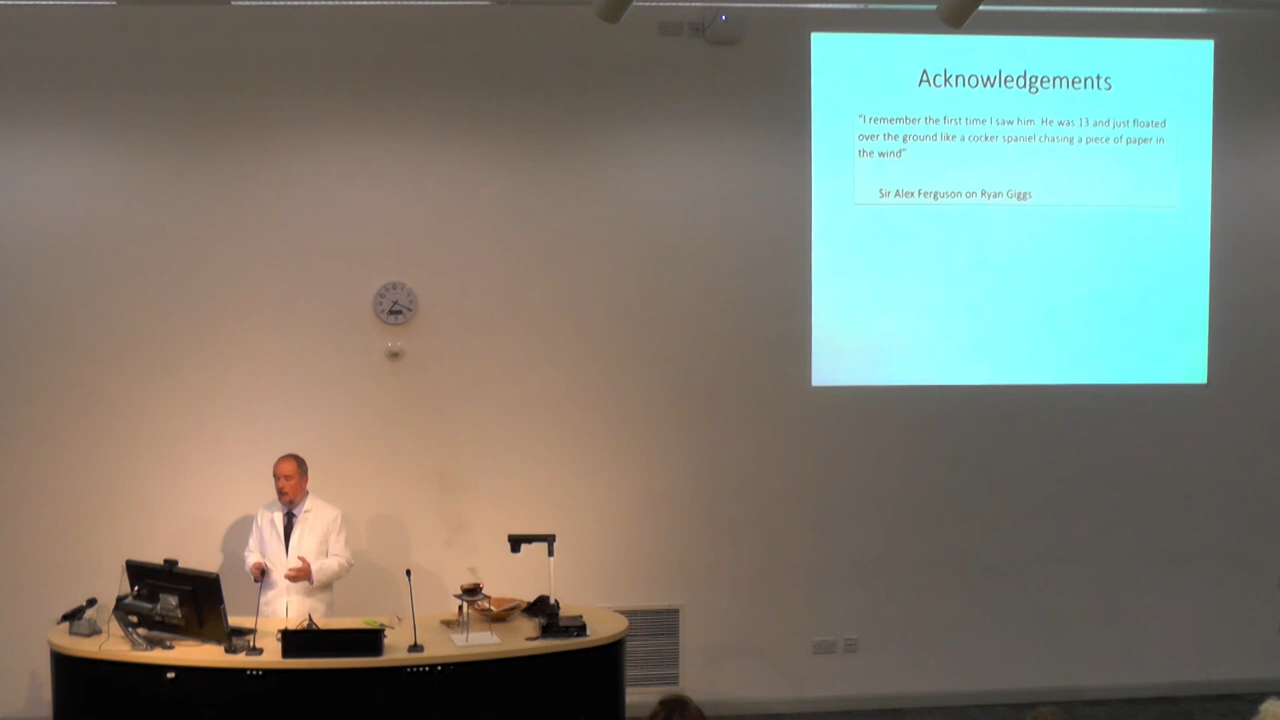 Acknowledgements
"I remember the first time I saw him. He was 13 and just floated
over the ground like a cocker spaniel chasing a piece of paper in
the wind"
Sir Alex Ferguson on Ryan Giggs